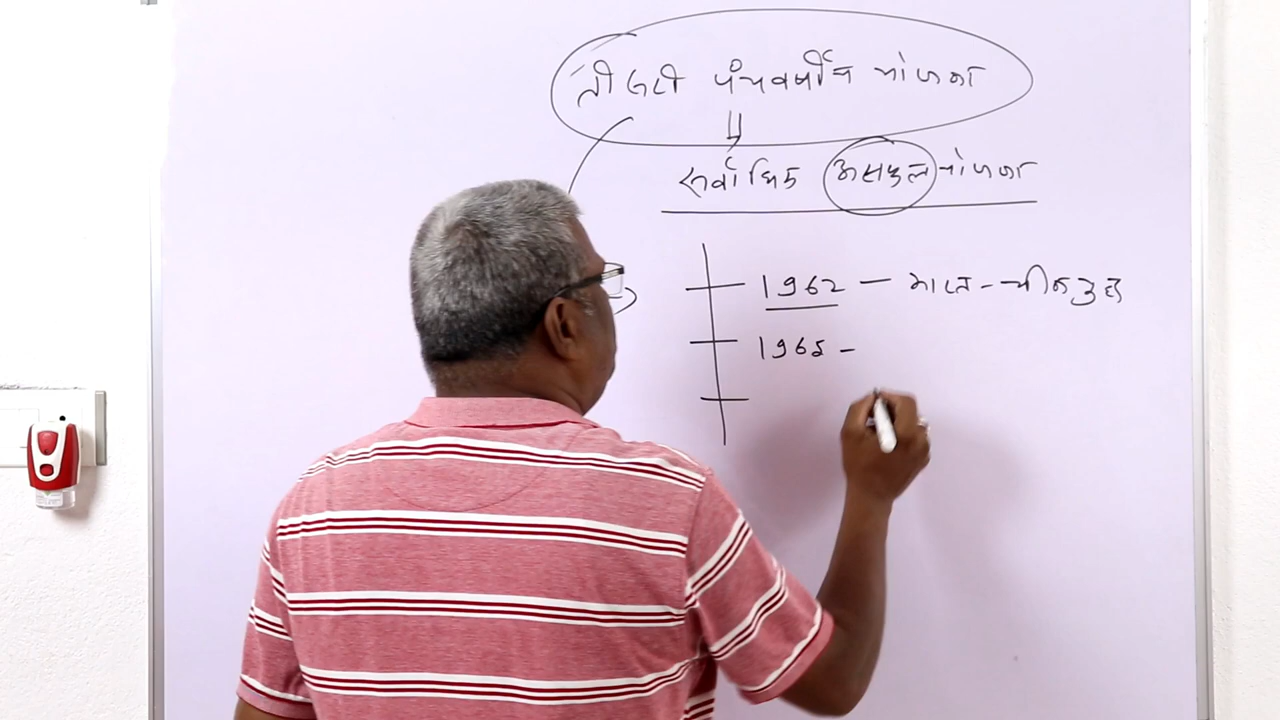 तीसरी पंचवर्षीय योजना
सर्वाधिक असफल योजना
1962 - भारत - चीन युद्ध
1965 -